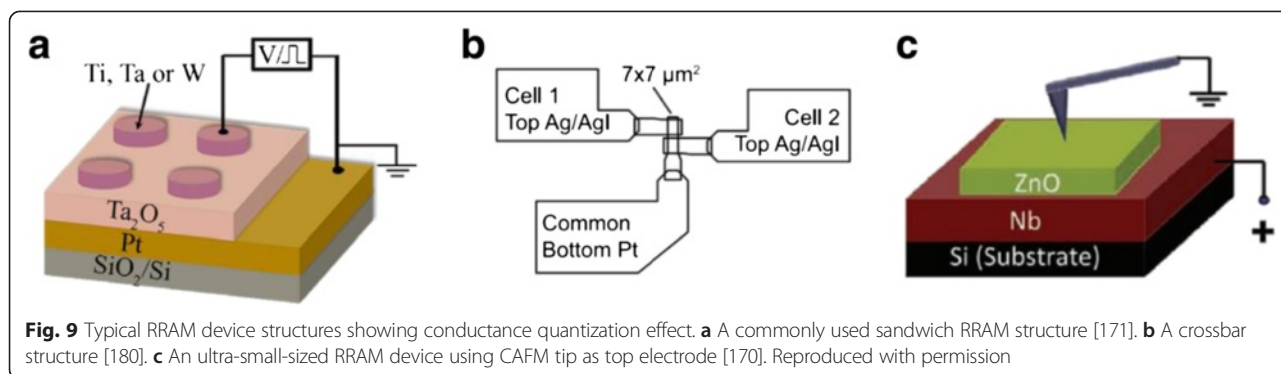 a
Ti, Ta or W
V/
Ta₂O₅
Pt
SiO₂/Si
b
7x7 µm²
Cell 1
Top Ag/AgI
Cell 2
Top Ag/AgI
Common
Bottom Pt
c
ZnO
Nb
Si (Substrate)
+
Fig. 9 Typical RRAM device structures showing conductance quantization effect. a A commonly used sandwich RRAM structure [171]. b A crossbar
structure [180]. c An ultra-small-sized RRAM device using CAFM tip as top electrode [170]. Reproduced with permission